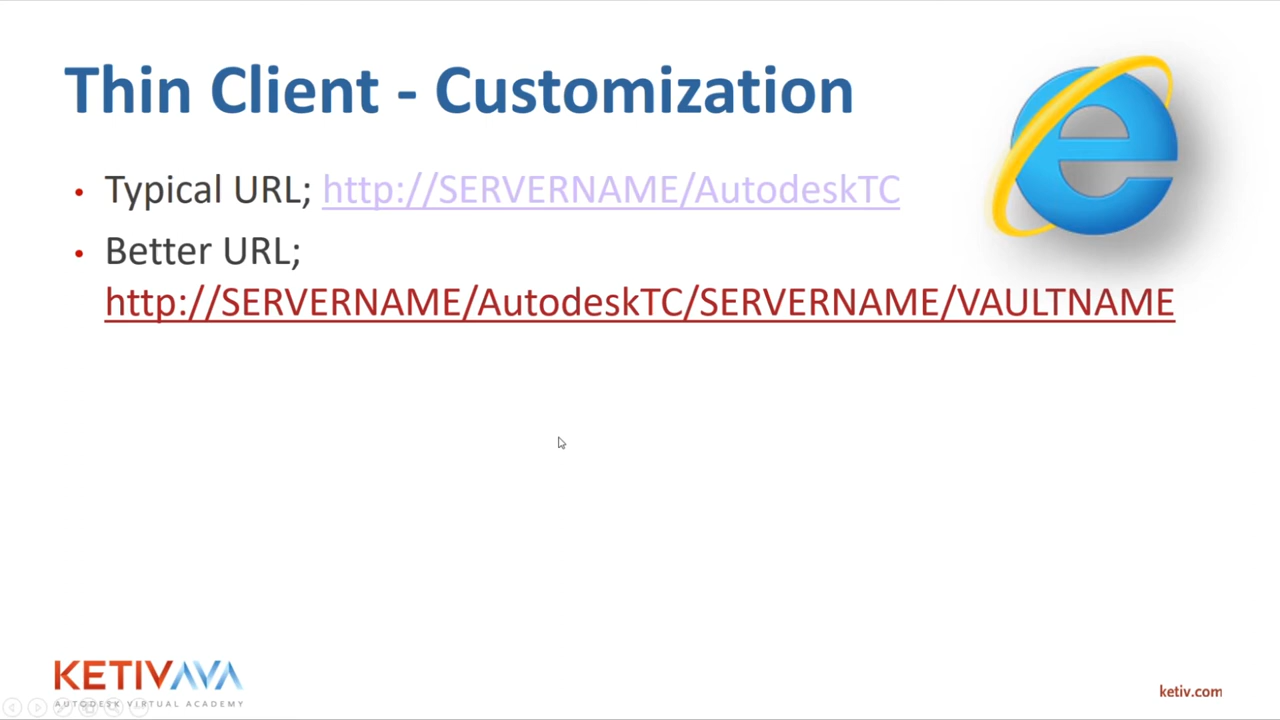 Thin Client - Customization
• Typical URL; http://SERVERNAME/AutodeskTC
• Better URL;
http://SERVERNAME/AutodeskTC/SERVERNAME/VAULTNAME
KETIVAVA
AUTODESK VIRTUAL ACADEMY
ketiv.com